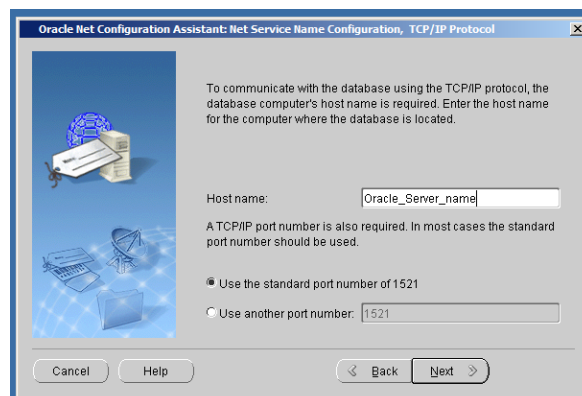 Oracle Net Configuration Assistant: Net Service Name Configuration, TCP/IP Protocol
To communicate with the database using the TCP/IP protocol, the
database computer's host name is required. Enter the host name
for the computer where the database is located.
Host name: Oracle_Server_name
A TCP/IP port number is also required. In most cases the standard
port number should be used.
Use the standard port number of 1521
Use another port number: 1521
Cancel Help Back Next